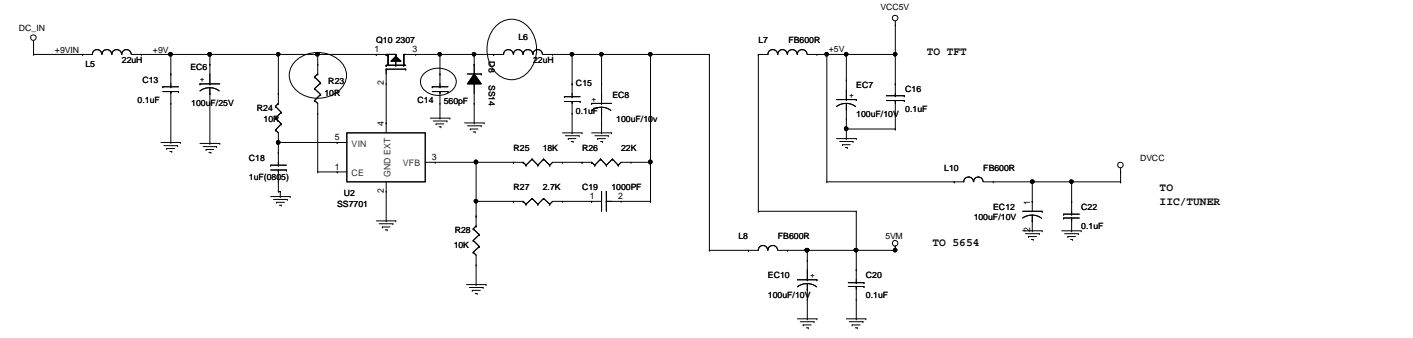 DC_IN
+9VIN
L5
22uH
+9V
C13
0.1uF
EC6
+
100uF/25V
R24
10R
R23
10R
C18
1uF(0805)
Q10 2307
1
3
2
4
5
VIN
1
CE
GND
EXT
VFB
3
2
U2
SS7701
C14
560pF
D6
SS14
L6
22uH
C15
0.1uF
EC8
+
100uF/10v
R25
18K
R26
22K
R27
2.7K
C19
1000PF
1
2
R28
10K
L7
FB600R
VCC5V
+5V
TO TFT
EC7
+
100uF/10V
C16
0.1uF
L10
FB600R
DVCC
TO
IIC/TUNER
EC12
100uF/10V
1
2
C22
0.1uF
L8
FB600R
5VM
TO 5654
EC10
+
100uF/10V
C20
0.1uF